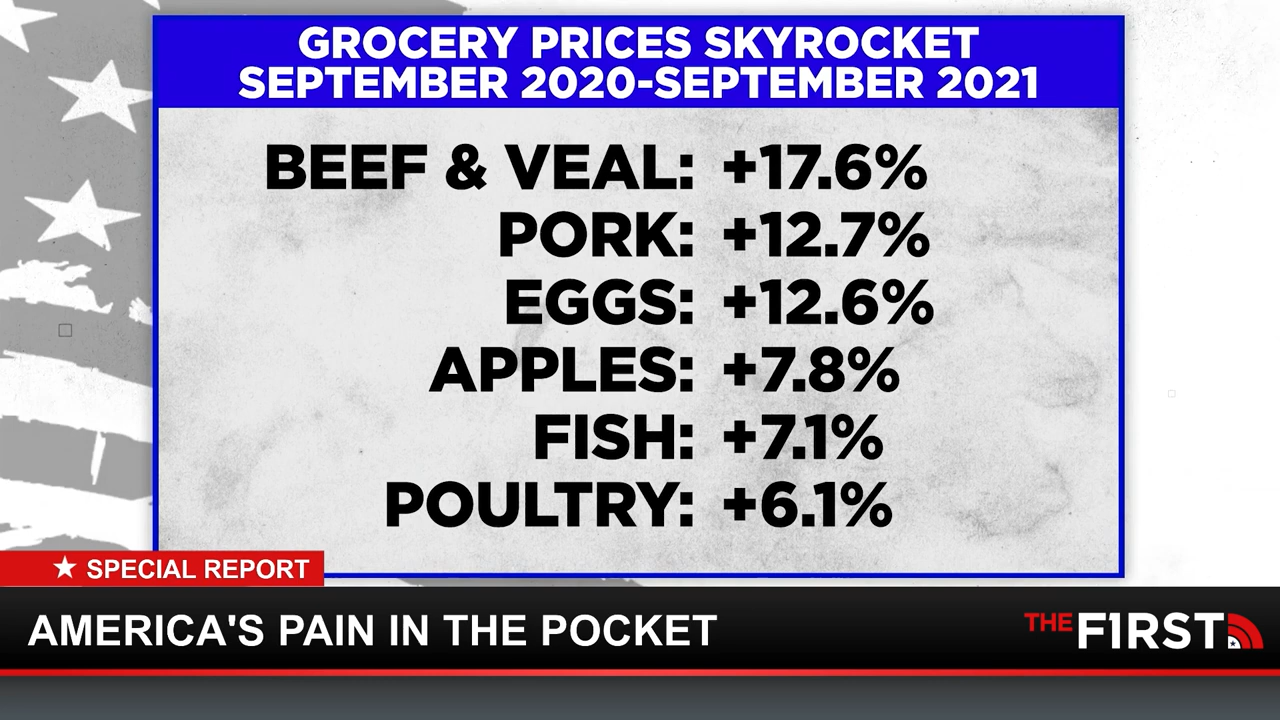 GROCERY PRICES SKYROCKET
SEPTEMBER 2020-SEPTEMBER 2021
BEEF & VEAL: +17.6%
PORK: +12.7%
EGGS: +12.6%
APPLES: +7.8%
FISH: +7.1%
POULTRY: +6.1%
SPECIAL REPORT
AMERICA'S PAIN IN THE POCKET
THE FIRST